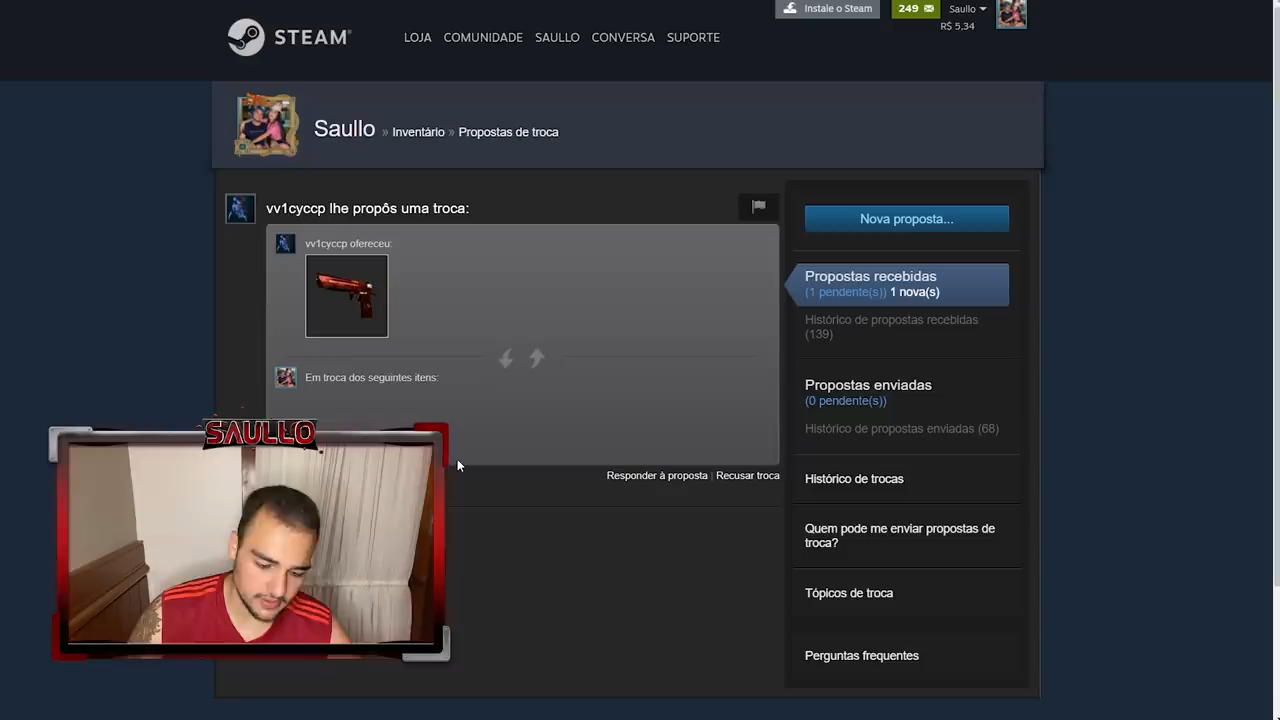 STEAM®
LOJA COMUNIDADE SAULLO CONVERSA SUPORTE
Instale o Steam
249
Saullo
R$ 5,34
Saullo » Inventário » Propostas de troca
vv1cyccp lhe propôs uma troca:
vv1cyccp ofereceu:
Em troca dos seguintes itens:
Responder à proposta | Recusar troca
Nova proposta...
Propostas recebidas
(1 pendente(s)) 1 nova(s)
Histórico de propostas recebidas
(139)
Propostas enviadas
(0 pendente(s))
Histórico de propostas enviadas (68)
Histórico de trocas
Quem pode me enviar propostas de
troca?
Tópicos de troca
Perguntas frequentes
SAULLO